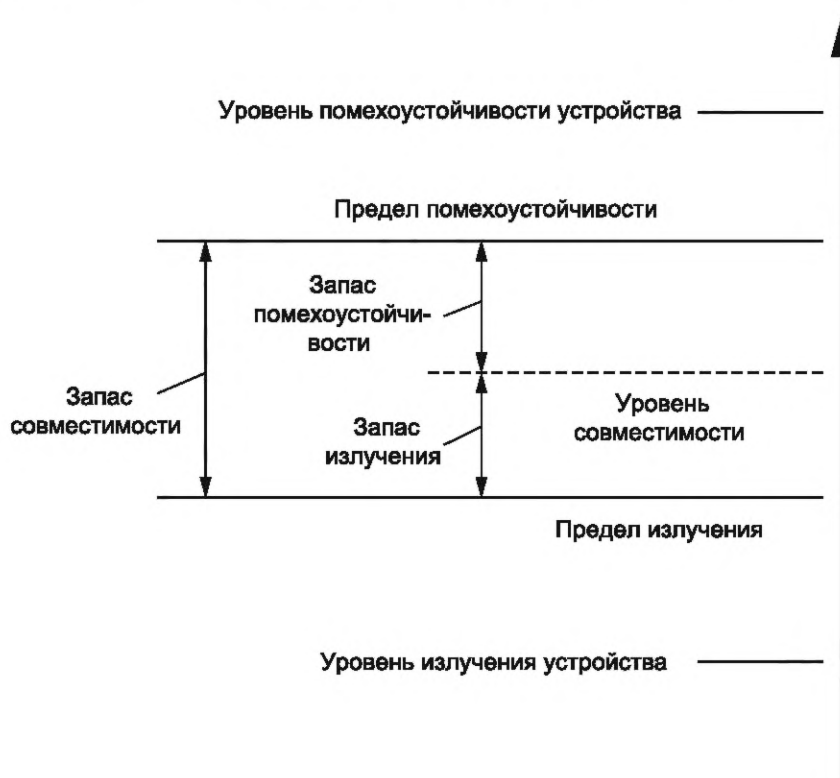 Уровень помехоустойчивости устройства
Предел помехоустойчивости
Запас
помехоустойчи-
вости
Запас
совместимости
Уровень
совместимости
Запас
излучения
Предел излучения
Уровень излучения устройства